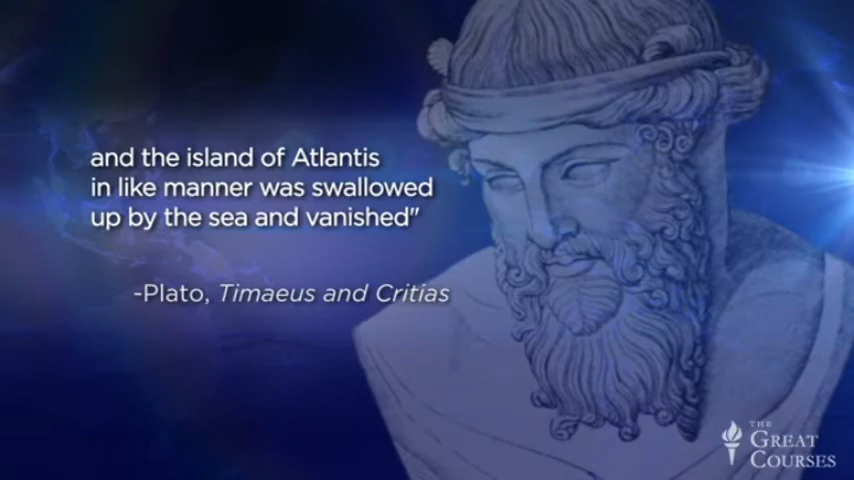 and the island of Atlantis
in like manner was swallowed
up by the sea and vanished"
-Plato, Timaeus and Critias
THE
GREAT
COURSES